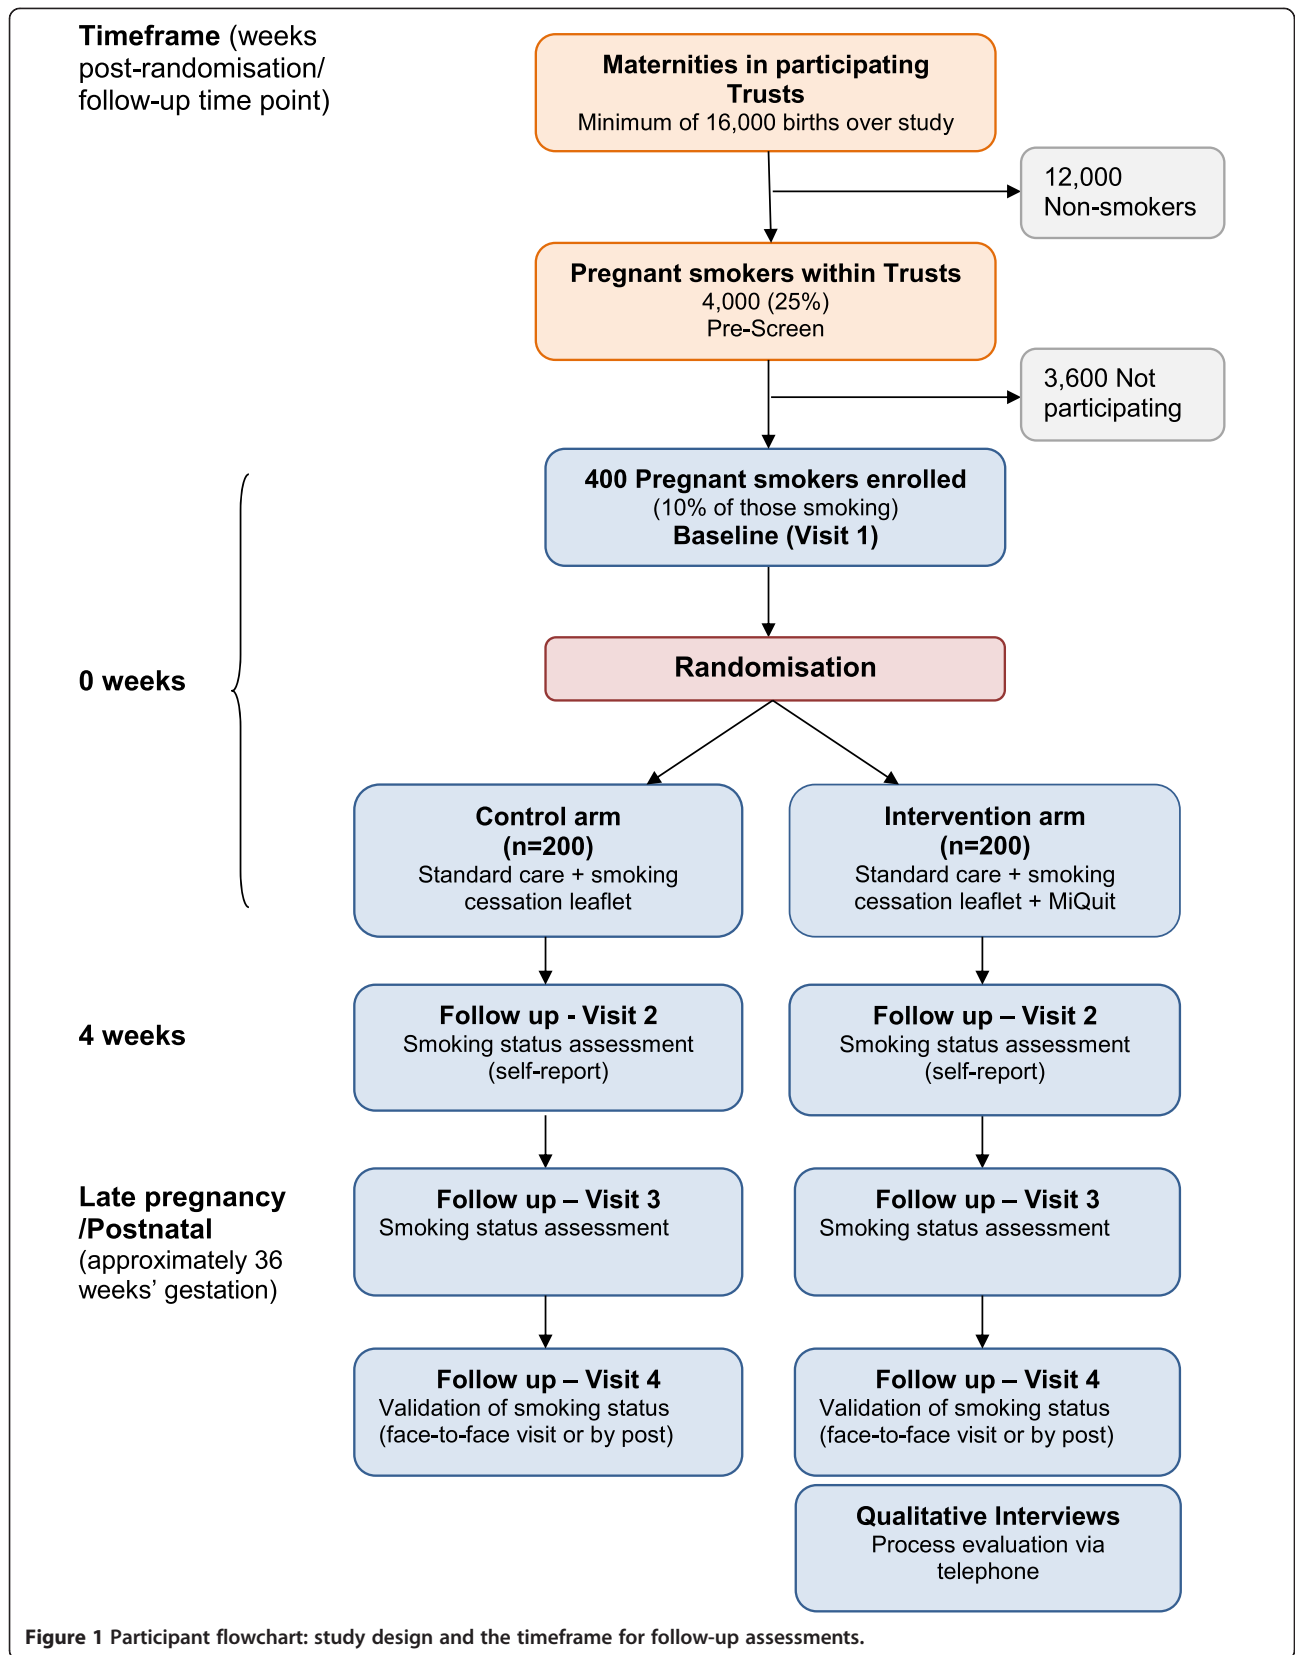 Timeframe (weeks
post-randomisation/
follow-up time point)
Maternities in participating
Trusts
Minimum of 16,000 births over study
12,000
Non-smokers
Pregnant smokers within Trusts
4,000 (25%)
Pre-Screen
3,600 Not
participating
400 Pregnant smokers enrolled
(10% of those smoking)
Baseline (Visit 1)
Randomisation
0 weeks
Control arm
(n=200)
Standard care + smoking
cessation leaflet
Intervention arm
(n=200)
Standard care + smoking
cessation leaflet + MiQuit
4 weeks
Follow up - Visit 2
Smoking status assessment
(self-report)
Follow up – Visit 2
Smoking status assessment
(self-report)
Late pregnancy
/Postnatal
(approximately 36
weeks’ gestation)
Follow up – Visit 3
Smoking status assessment
Follow up – Visit 3
Smoking status assessment
Follow up – Visit 4
Validation of smoking status
(face-to-face visit or by post)
Follow up – Visit 4
Validation of smoking status
(face-to-face visit or by post)
Qualitative Interviews
Process evaluation via
telephone
Figure 1 Participant flowchart: study design and the timeframe for follow-up assessments.